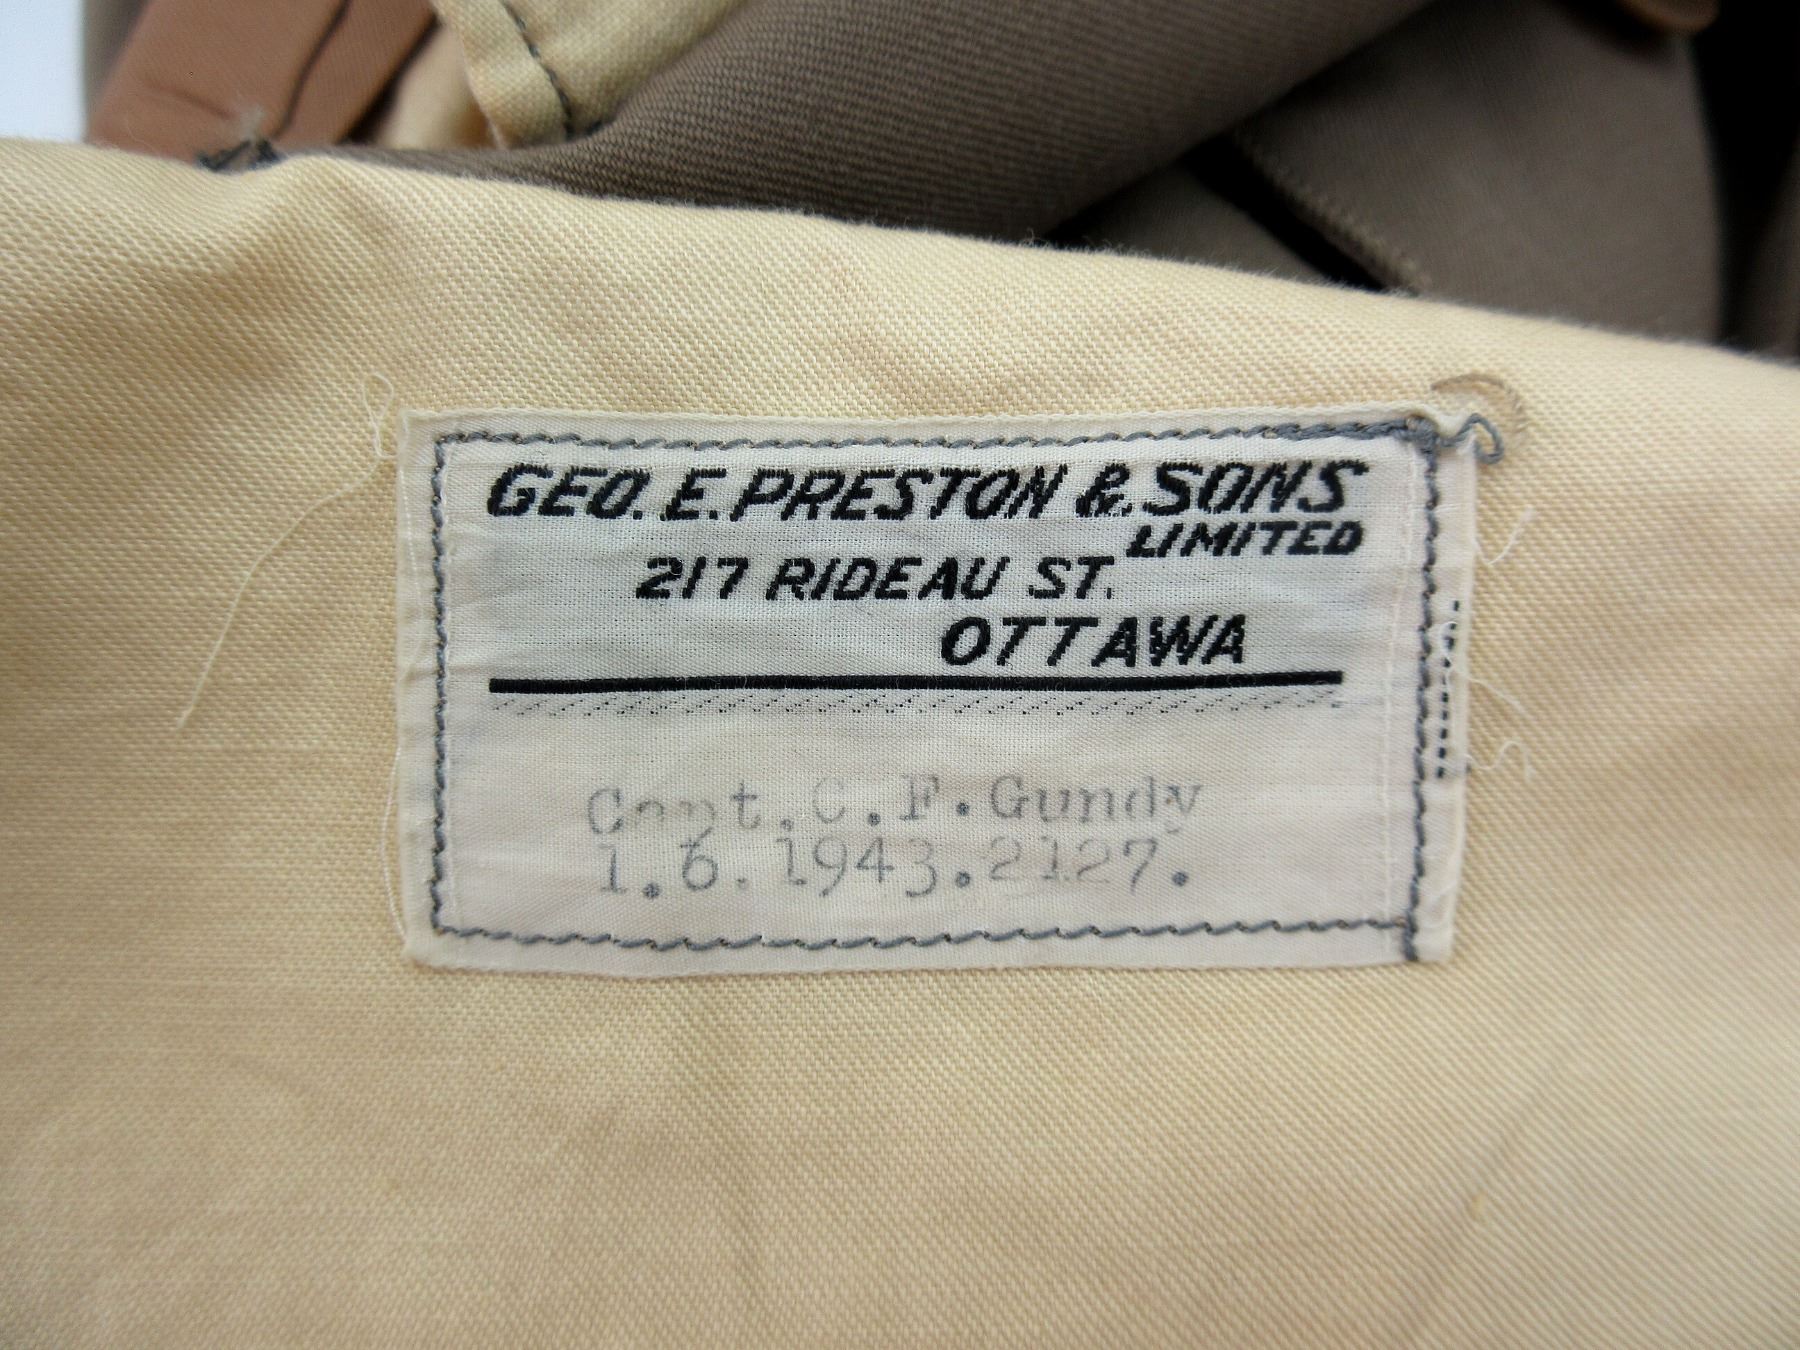 GEO. E. PRESTON & SONS
LIMITED
217 RIDEAU ST.
OTTAWA
Capt. C. F. Gundy
1.6.1943.2127.